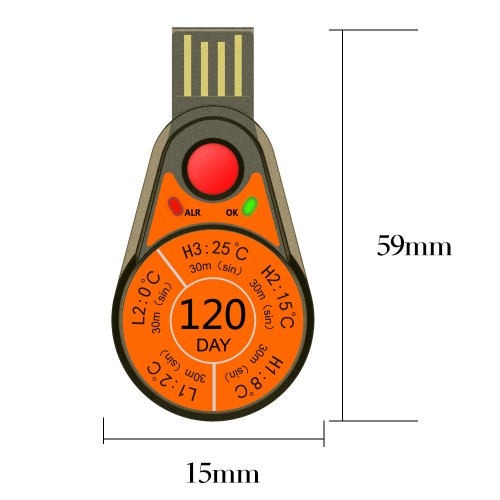 ALR OK
H3:25℃
30m (sin)
H2:15℃
30m (sin)
H1:8℃
30m (sin)
L1:2℃
30m (sin)
L2:0℃
30m (sin)
120
DAY
59mm
15mm